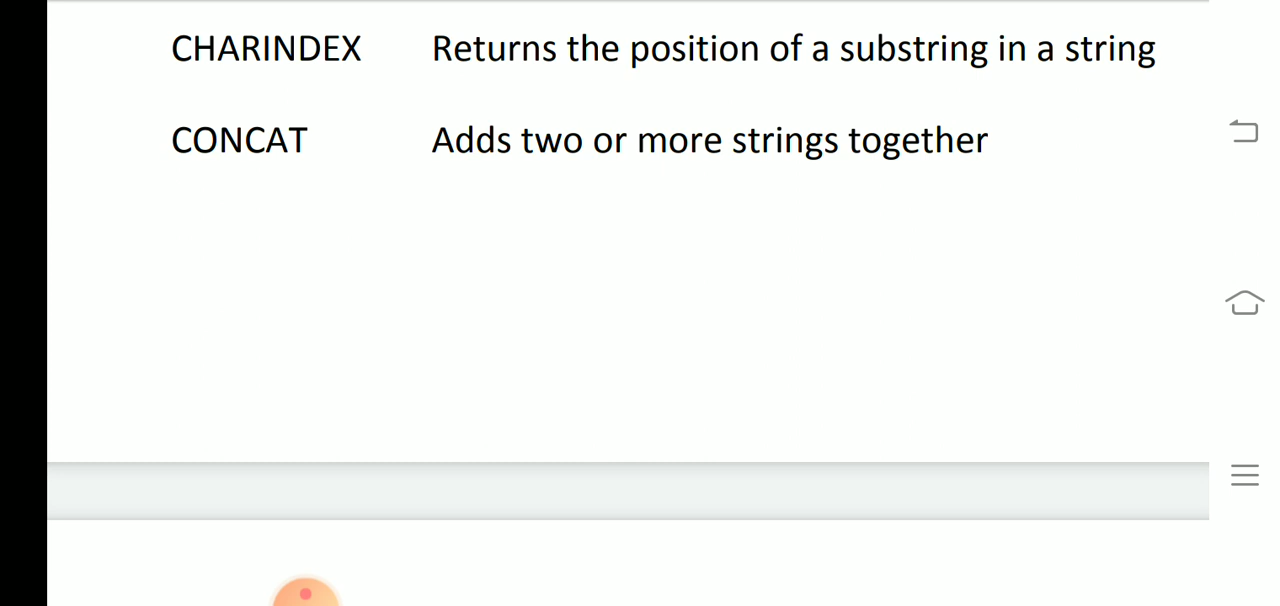 CHARINDEX Returns the position of a substring in a string
CONCAT Adds two or more strings together